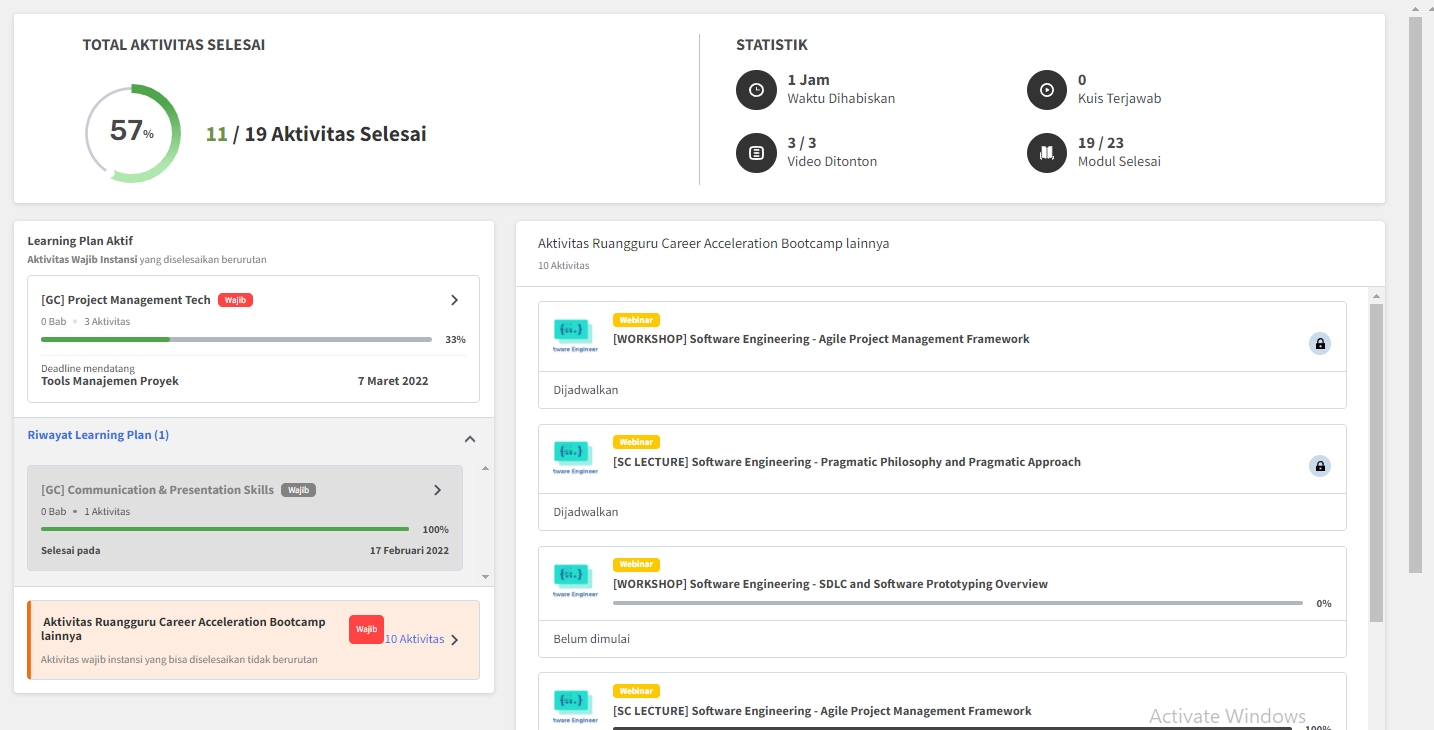 TOTAL AKTIVITAS SELESAI
57%
11 / 19 Aktivitas Selesai
STATISTIK
1 Jam
Waktu Dihabiskan
0
Kuis Terjawab
3 / 3
Video Ditonton
19 / 23
Modul Selesai
Learning Plan Aktif
Aktivitas Wajib Instansi yang diselesaikan berurutan
[GC] Project Management Tech Wajib
0 Bab • 3 Aktivitas
33%
Deadline mendatang
Tools Manajemen Proyek 7 Maret 2022
Riwayat Learning Plan (1)
[GC] Communication & Presentation Skills Wajib
0 Bab • 1 Aktivitas
100%
Selesai pada 17 Februari 2022
Aktivitas Ruangguru Career Acceleration Bootcamp
lainnya
Wajib
10 Aktivitas
Aktivitas wajib instansi yang bisa diselesaikan tidak berurutan
Aktivitas Ruangguru Career Acceleration Bootcamp lainnya
10 Aktivitas
tware Engineer
Webinar
[WORKSHOP] Software Engineering - Agile Project Management Framework
Dijadwalkan
tware Engineer
Webinar
[SC LECTURE] Software Engineering - Pragmatic Philosophy and Pragmatic Approach
Dijadwalkan
tware Engineer
Webinar
[WORKSHOP] Software Engineering - SDLC and Software Prototyping Overview
0%
Belum dimulai
tware Engineer
Webinar
[SC LECTURE] Software Engineering - Agile Project Management Framework
100%
Activate Windows